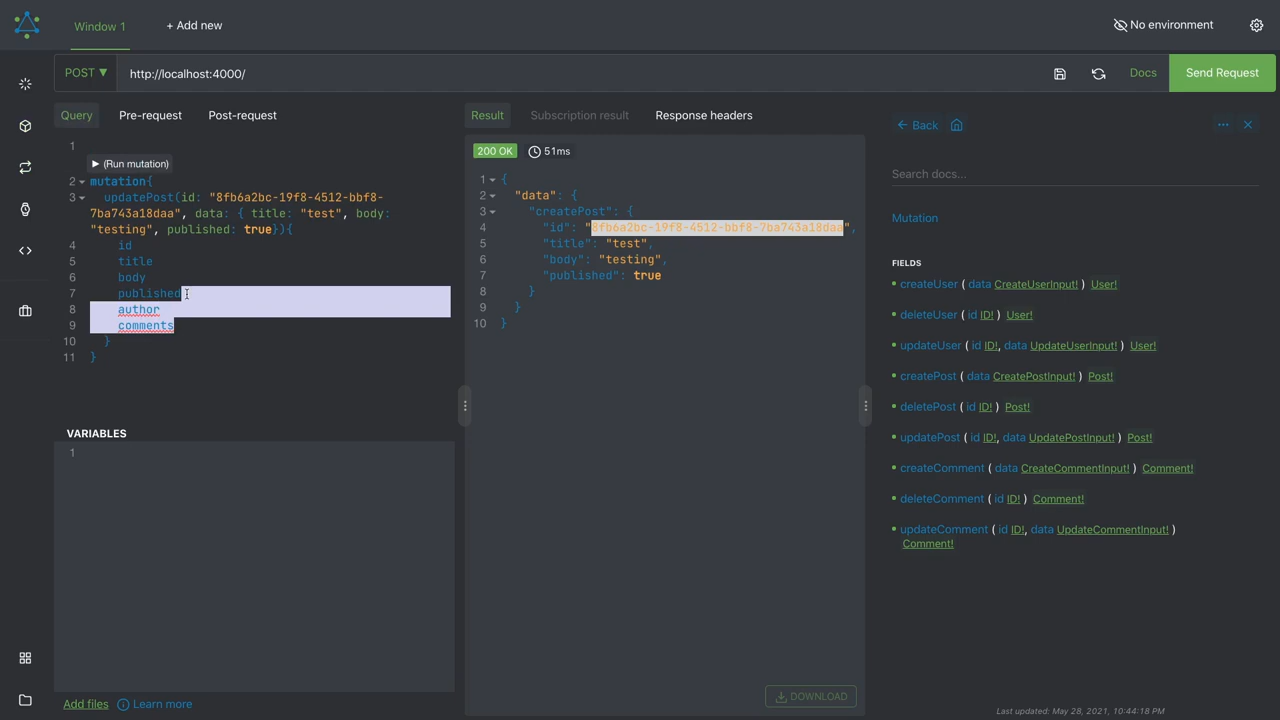 Window 1
+ Add new
No environment
POST ▼
http://localhost:4000/
Docs
Send Request
Query
Pre-request
Post-request
1
▶ (Run mutation)
2 mutation{
3 updatePost(id: "8fb6a2bc-19f8-4512-bbf8-
7ba743a18daa", data: { title: "test", body:
"testing", published: true}){
4 id
5 title
6 body
7 published
8 author
9 comments
10 }
11 }
VARIABLES
1
Add files
Learn more
Result
Subscription result
Response headers
200 OK
51ms
1 {
2 "data": {
3 "createPost": {
4 "id": "8fb6a2bc-19f8-4512-bbf8-7ba743a18daa",
5 "title": "test",
6 "body": "testing",
7 "published": true
8 }
9 }
10 }
DOWNLOAD
Back
Search docs...
Mutation
FIELDS
createUser ( data CreateUserInput! ) User!
deleteUser ( id ID! ) User!
updateUser ( id ID!, data UpdateUserInput! ) User!
createPost ( data CreatePostInput! ) Post!
deletePost ( id ID! ) Post!
updatePost ( id ID!, data UpdatePostInput! ) Post!
createComment ( data CreateCommentInput! ) Comment!
deleteComment ( id ID! ) Comment!
updateComment ( id ID!, data UpdateCommentInput! )
Comment!
Last updated: May 28, 2021, 10:44:18 PM